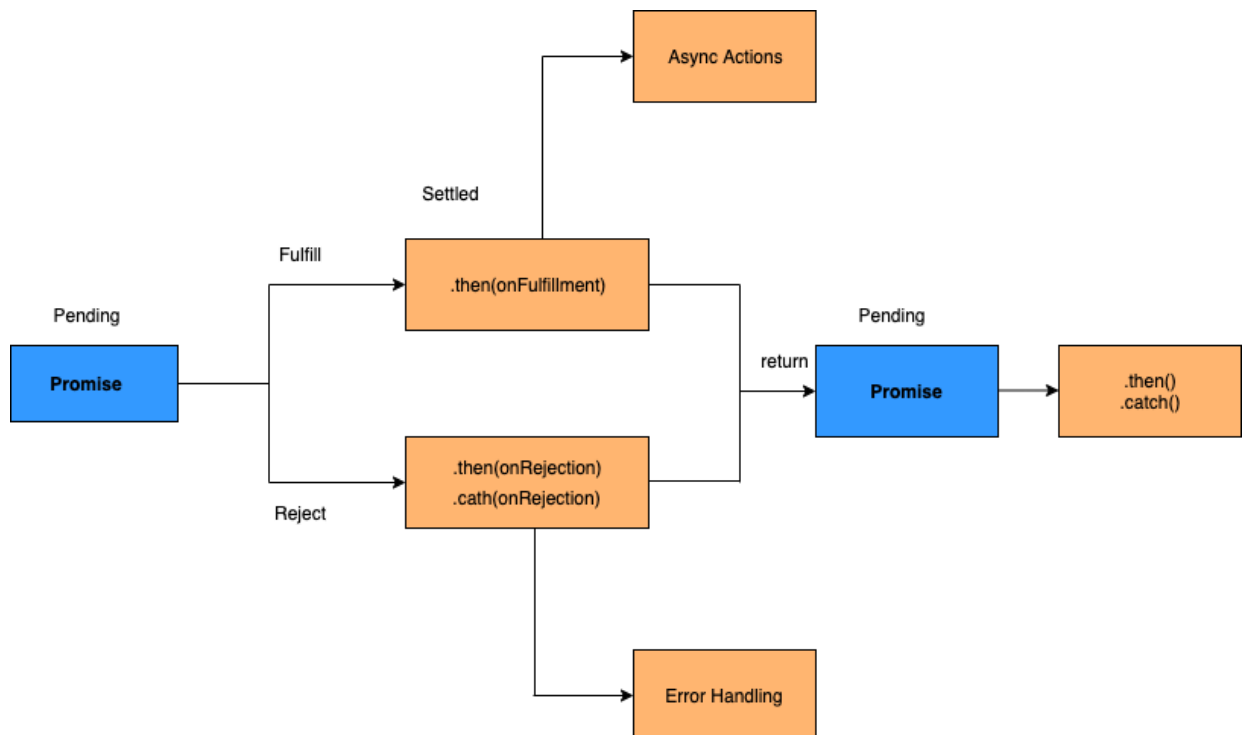 Async Actions
Settled
Fulfill
.then(onFulfillment)
Pending
Promise
Pending
return
Promise
.then()
.catch()
.then(onRejection)
.cath(onRejection)
Reject
Error Handling